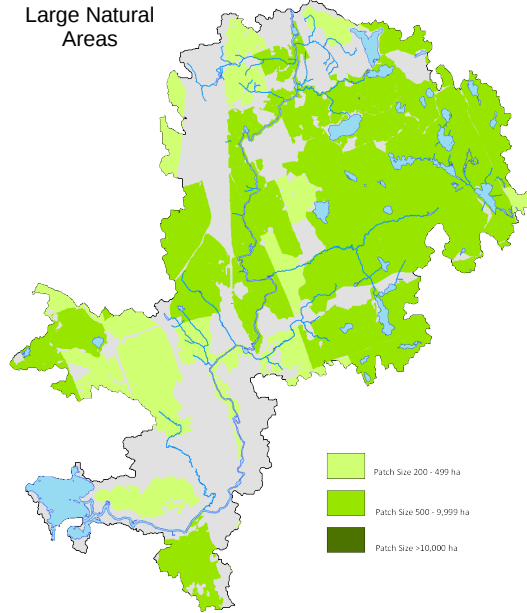 Large Natural
Areas
Patch Size 200 - 499 ha
Patch Size 500 - 9,999 ha
Patch Size >10,000 ha